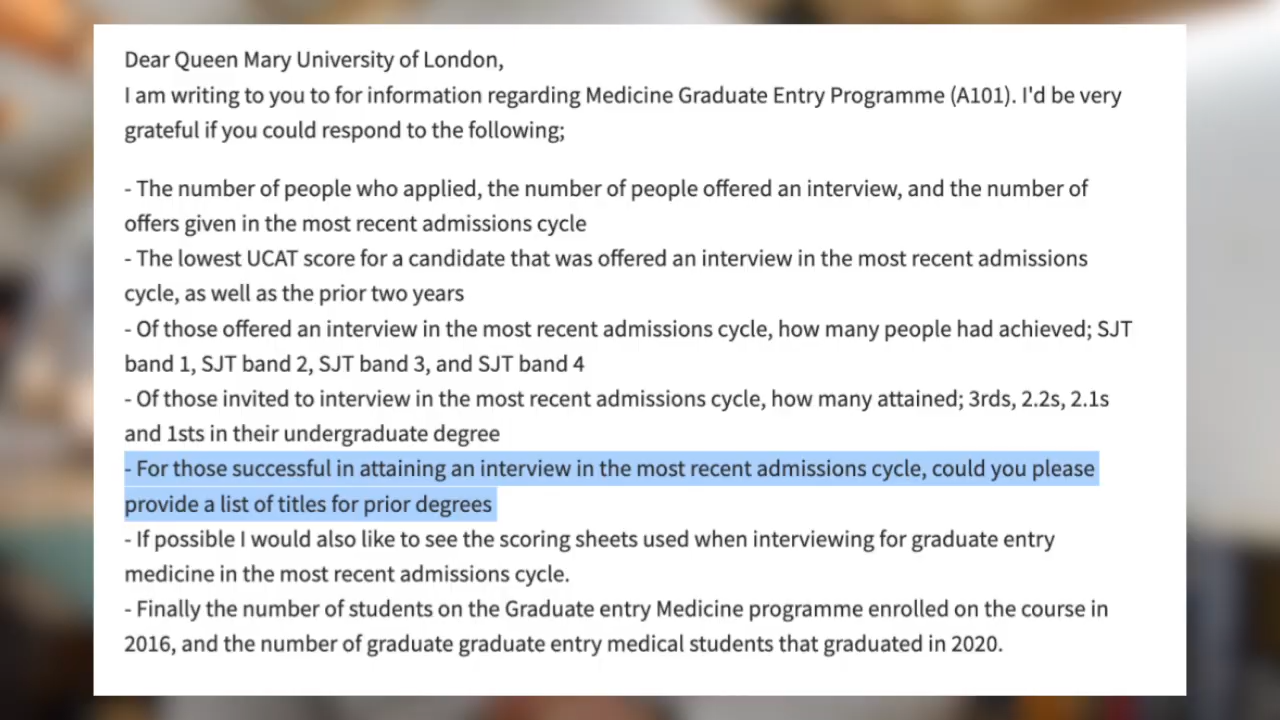 Dear Queen Mary University of London,
I am writing to you to for information regarding Medicine Graduate Entry Programme (A101). I'd be very
grateful if you could respond to the following;
- The number of people who applied, the number of people offered an interview, and the number of
offers given in the most recent admissions cycle
- The lowest UCAT score for a candidate that was offered an interview in the most recent admissions
cycle, as well as the prior two years
- Of those offered an interview in the most recent admissions cycle, how many people had achieved; SJT
band 1, SJT band 2, SJT band 3, and SJT band 4
- Of those invited to interview in the most recent admissions cycle, how many attained; 3rds, 2.2s, 2.1s
and 1sts in their undergraduate degree
- For those successful in attaining an interview in the most recent admissions cycle, could you please
provide a list of titles for prior degrees
- If possible I would also like to see the scoring sheets used when interviewing for graduate entry
medicine in the most recent admissions cycle.
- Finally the number of students on the Graduate entry Medicine programme enrolled on the course in
2016, and the number of graduate graduate entry medical students that graduated in 2020.